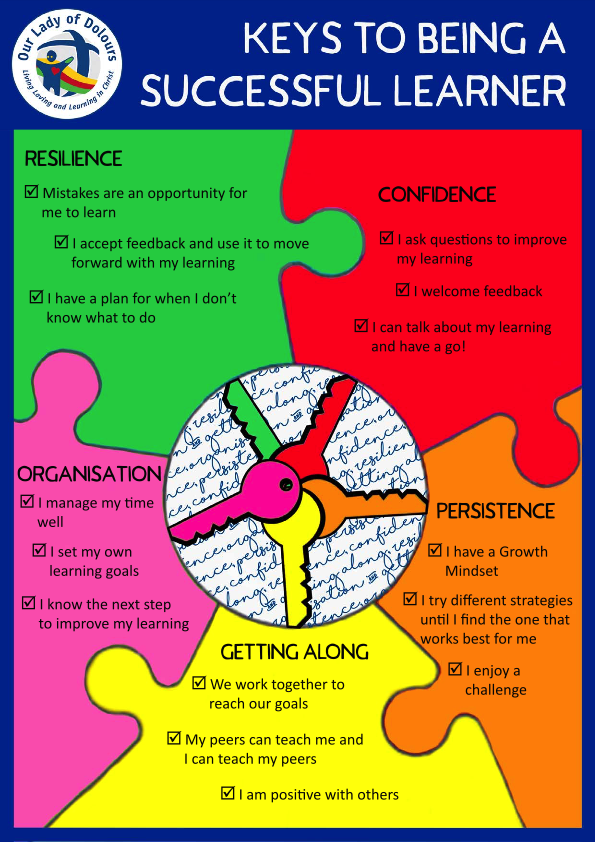 Our Lady of Dolours
Living Loving and Learning in Christ
KEYS TO BEING A
SUCCESSFUL LEARNER
RESILIENCE
☑ Mistakes are an opportunity for
me to learn
☑ I accept feedback and use it to move
forward with my learning
☑ I have a plan for when I don't
know what to do
CONFIDENCE
☑ I ask questions to improve
my learning
☑ I welcome feedback
☑ I can talk about my learning
and have a go!
ORGANISATION
☑ I manage my time
well
☑ I set my own
learning goals
☑ I know the next step
to improve my learning
PERSISTENCE
☑ I have a Growth
Mindset
☑ I try different strategies
until I find the one that
works best for me
☑ I enjoy a
challenge
GETTING ALONG
☑ We work together to
reach our goals
☑ My peers can teach me and
I can teach my peers
☑ I am positive with others